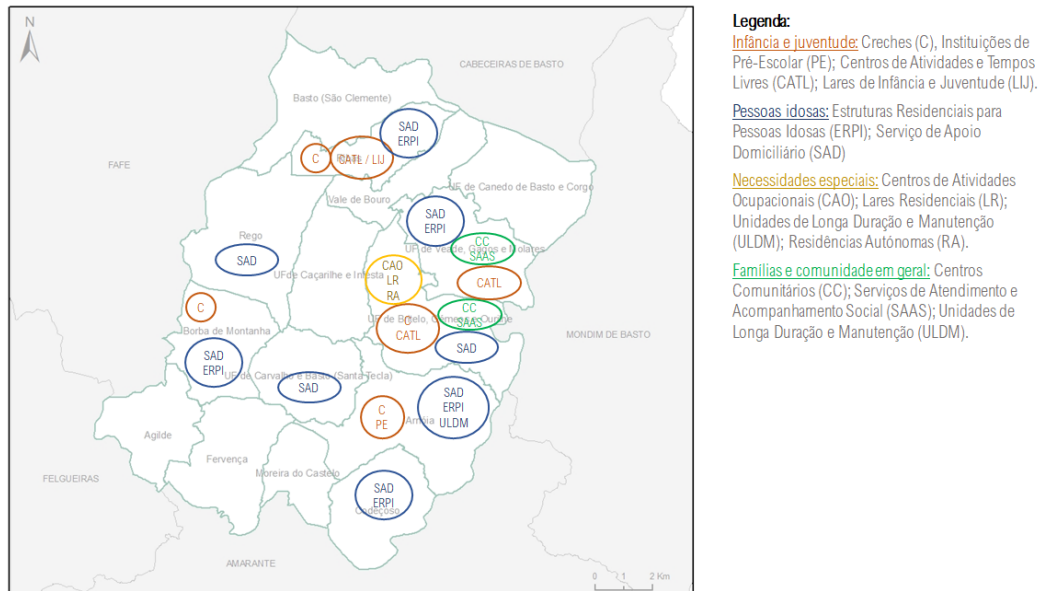 N
CABECEIRAS DE BASTO
Basto (São Clemente)
SAD
ERPI
FAFE
C
CATL / LIJ
UF de Canedo de Basto e Corgo
Vale de Bouro
SAD
ERPI
Rego
CC
SAAS
SAD
CAO
LR
RA
CATL
C
CC
SAAS
C
CATL
Borba de Montanha
MONDIM DE BASTO
SAD
SAD
ERPI
UF de Carvalho e Basto (Santa Tecla)
SAD
SAD
ERPI
ULDM
C
PE
Arnóia
Agilde
Fervença
Moreira do Castelo
FELGUEIRAS
SAD
ERPI
Codeçoso
AMARANTE
0 1 2 Km
Legenda:
Infância e juventude: Creches (C), Instituições de
Pré-Escolar (PE); Centros de Atividades e Tempos
Livres (CATL); Lares de Infância e Juventude (LIJ).
Pessoas idosas: Estruturas Residenciais para
Pessoas Idosas (ERPI); Serviço de Apoio
Domiciliário (SAD)
Necessidades especiais: Centros de Atividades
Ocupacionais (CAO); Lares Residenciais (LR);
Unidades de Longa Duração e Manutenção
(ULDM); Residências Autónomas (RA).
Famílias e comunidade em geral: Centros
Comunitários (CC); Serviços de Atendimento e
Acompanhamento Social (SAAS); Unidades de
Longa Duração e Manutenção (ULDM).